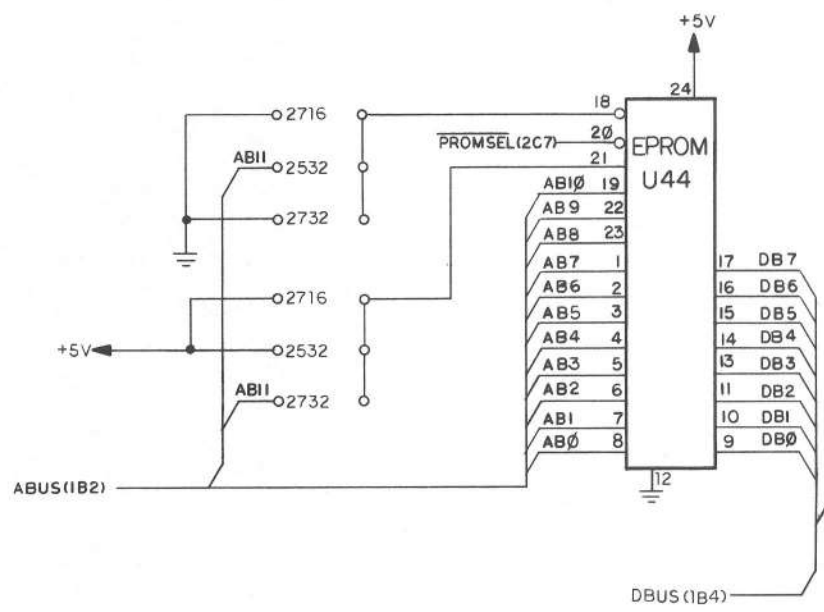 +5V
24
2716
18
PROMSEL(2C7)
2Ø
EPROM
21
U44
AB11
2532
AB1Ø 19
AB9 22
2732
AB8 23
AB7 1
17 DB7
AB6 2
16 DB6
2716
AB5 3
15 DB5
AB4 4
14 DB4
+5V
2532
AB3 5
13 DB3
AB2 6
11 DB2
AB11
2732
AB1 7
10 DB1
ABØ 8
9 DBØ
12
ABUS(1B2)
DBUS(1B4)